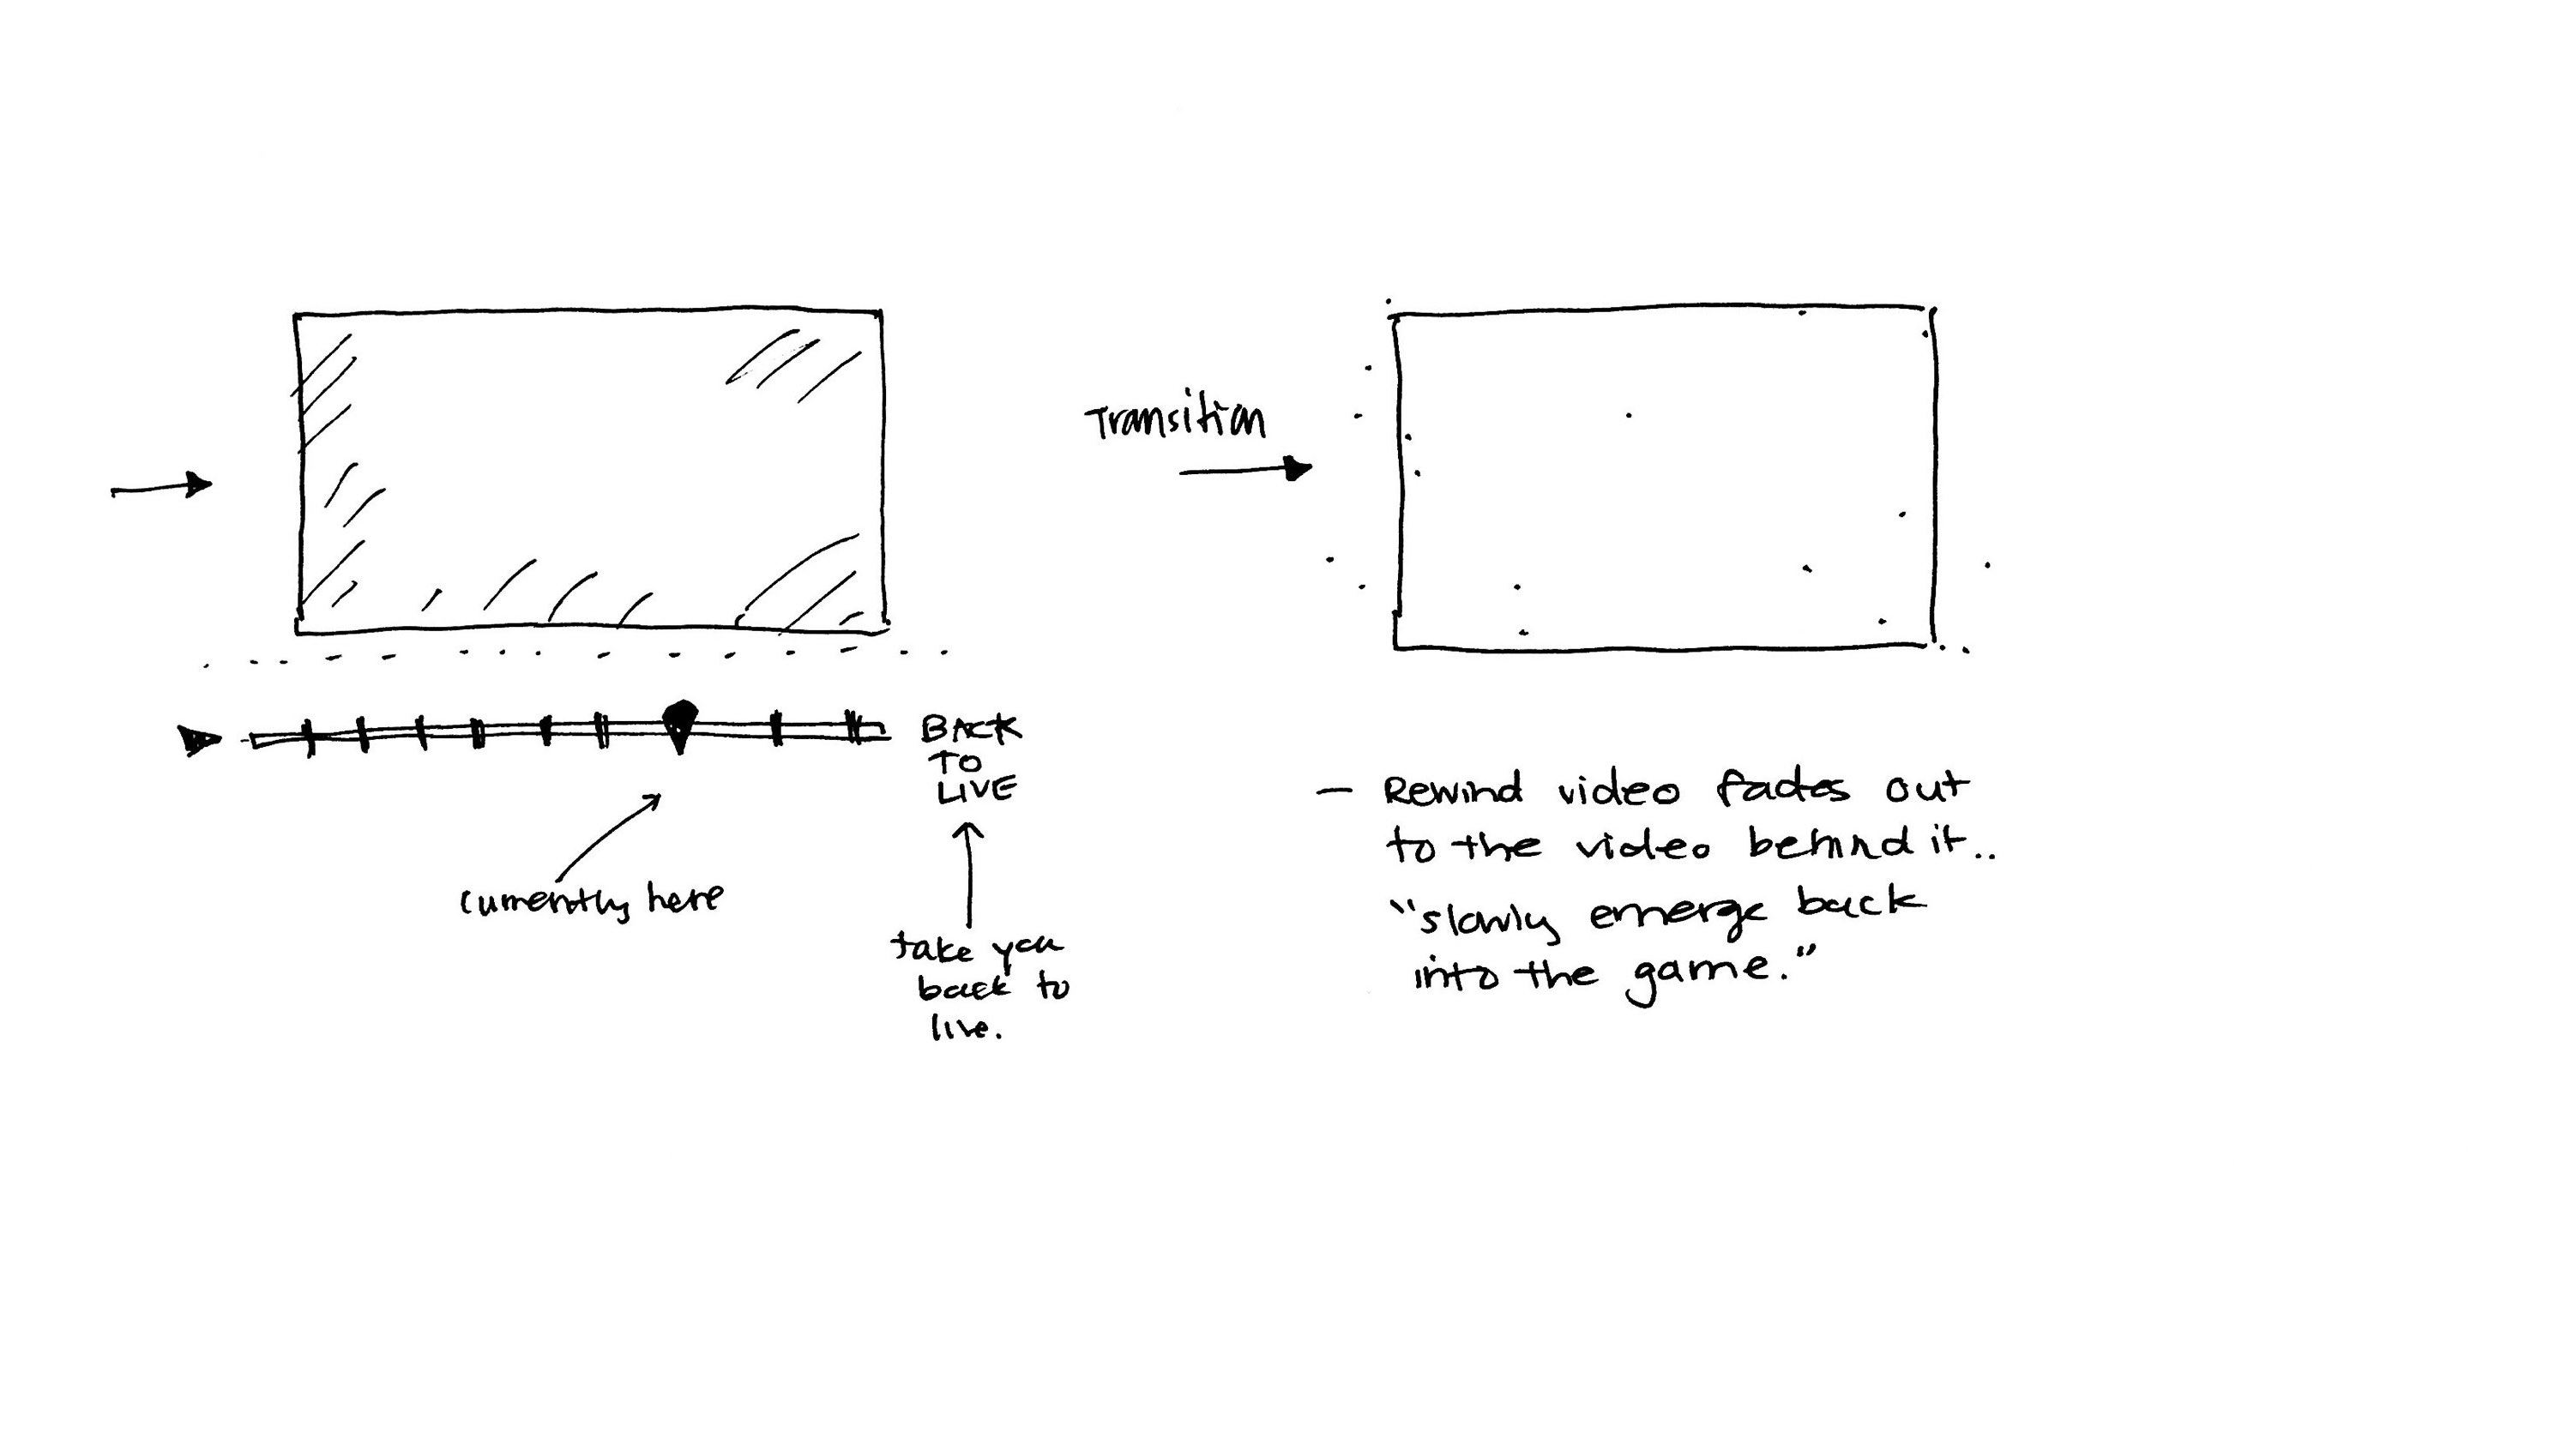 Transition
BACK
TO
LIVE
currently here
take you
back to
live.
— Rewind video fades out
to the video behind it..
"slowly emerge back
into the game."